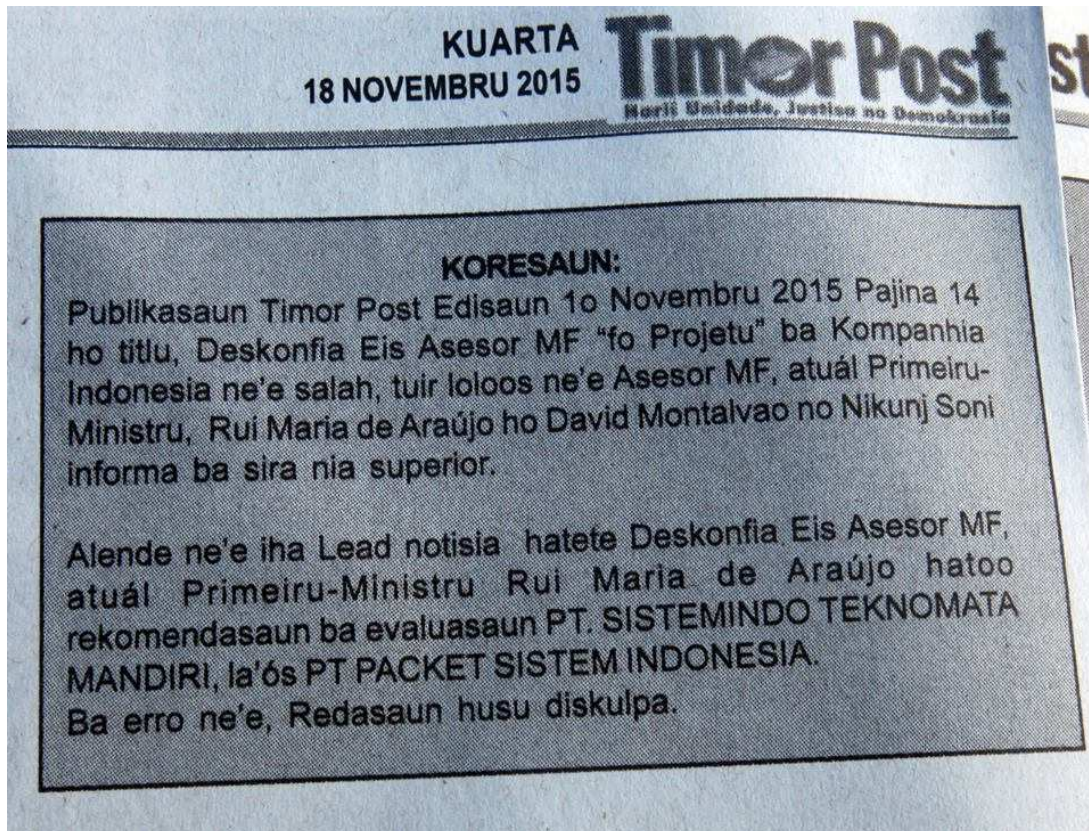 KUARTA
18 NOVEMBRU 2015
Timor Post
Harii Unidade, Justisa no Demokrasia
st
KORESAUN:
Publikasaun Timor Post Edisaun 1o Novembru 2015 Pajina 14
ho titlu, Deskonfia Eis Asesor MF “fo Projetu” ba Kompanhia
Indonesia ne'e salah, tuir loloos ne'e Asesor MF, atuál Primeiru-
Ministru, Rui Maria de Araújo ho David Montalvao no Nikunj Soni
informa ba sira nia superior.
Alende ne'e iha Lead notisia hatete Deskonfia Eis Asesor MF,
atuál Primeiru-Ministru Rui Maria de Araújo hatoo
rekomendasaun ba evaluasaun PT. SISTEMINDO TEKNOMATA
MANDIRI, la'ós PT PACKET SISTEM INDONESIA.
Ba erro ne'e, Redasaun husu diskulpa.